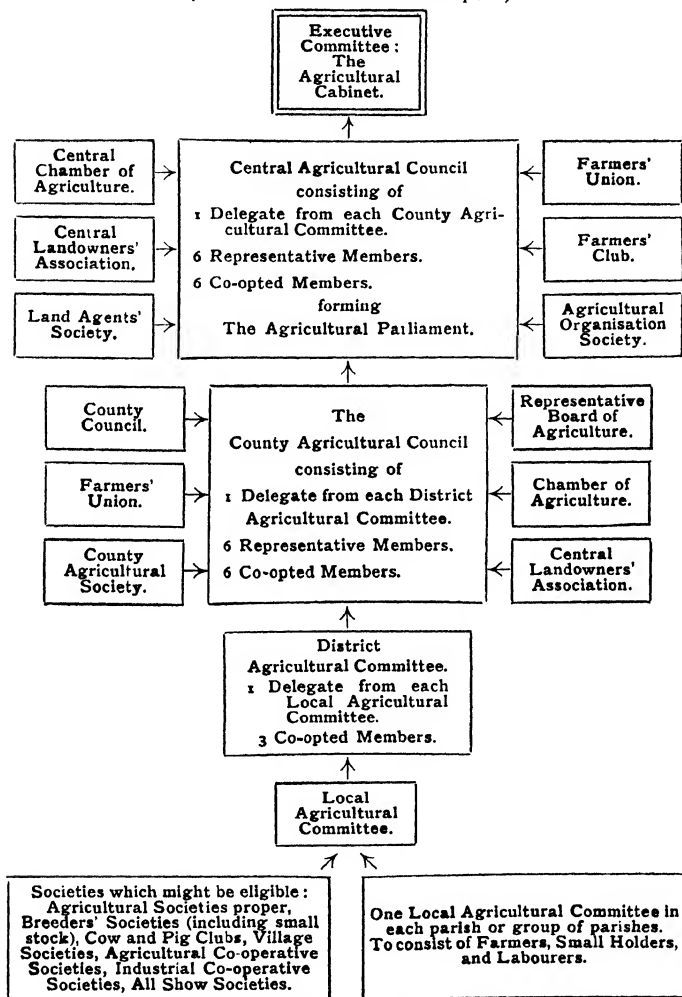 Executive
Committee :
The
Agricultural
Cabinet.
Central
Chamber of
Agriculture.
Central
Landowners'
Association.
Land Agents'
Society.
Central Agricultural Council
consisting of
1 Delegate from each County Agri-
cultural Committee.
6 Representative Members.
6 Co-opted Members.
forming
The Agricultural Parliament.
Farmers'
Union.
Farmers'
Club.
Agricultural
Organisation
Society.
County
Council.
Farmers'
Union.
County
Agricultural
Society.
The
County Agricultural Council
consisting of
1 Delegate from each District
Agricultural Committee.
6 Representative Members.
6 Co-opted Members.
Representative
Board of
Agriculture.
Chamber of
Agriculture.
Central
Landowners'
Association.
District
Agricultural Committee.
1 Delegate from each
Local Agricultural
Committee.
3 Co-opted Members.
Local
Agricultural
Committee.
Societies which might be eligible :
Agricultural Societies proper,
Breeders' Societies (including small
stock), Cow and Pig Clubs, Village
Societies, Agricultural Co-operative
Societies, Industrial Co-operative
Societies, All Show Societies.
One Local Agricultural Committee in
each parish or group of parishes.
To consist of Farmers, Small Holders,
and Labourers.